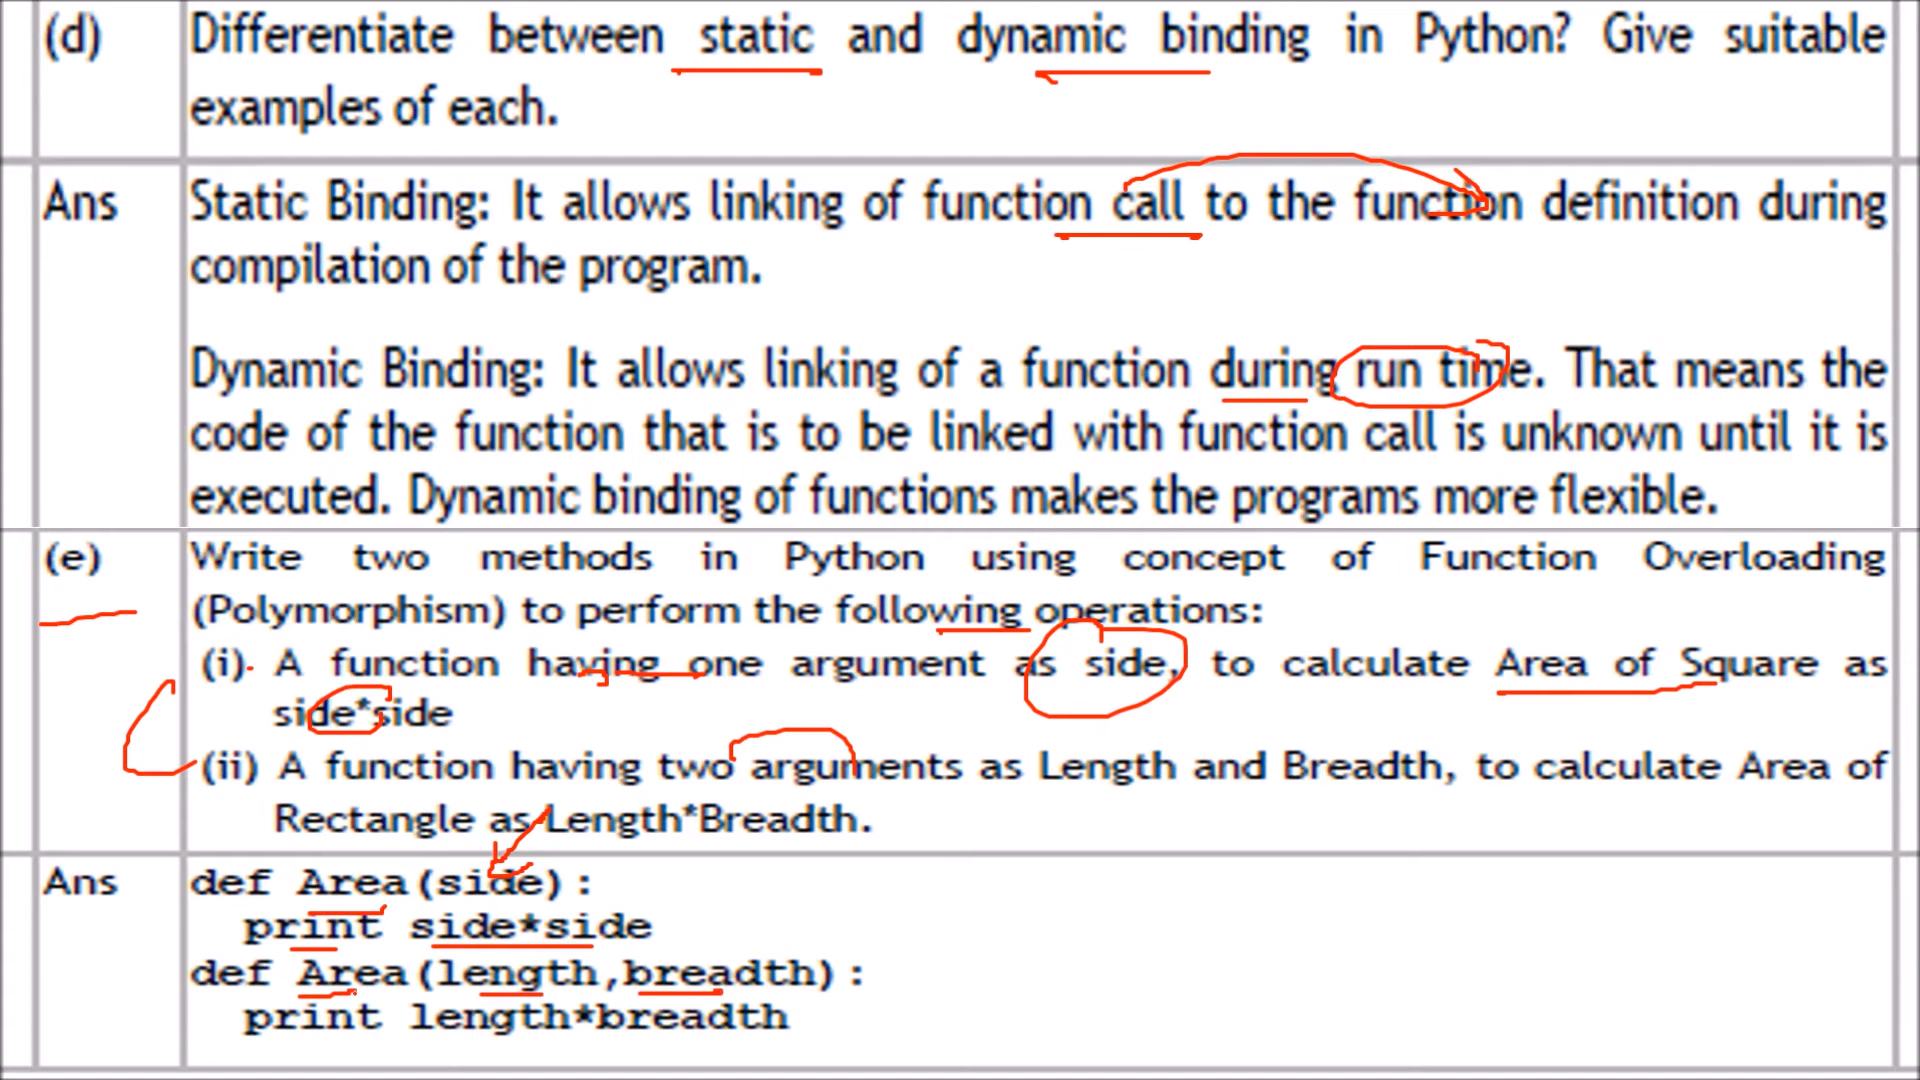 (d) Differentiate between static and dynamic binding in Python? Give suitable
examples of each.
Ans Static Binding: It allows linking of function call to the function definition during
compilation of the program.
Dynamic Binding: It allows linking of a function during run time. That means the
code of the function that is to be linked with function call is unknown until it is
executed. Dynamic binding of functions makes the programs more flexible.
(e) Write two methods in Python using concept of Function Overloading
(Polymorphism) to perform the following operations:
(i) A function having one argument as side, to calculate Area of Square as
side*side
(ii) A function having two arguments as Length and Breadth, to calculate Area of
Rectangle as Length*Breadth.
Ans def Area(side):
print side*side
def Area(length,breadth):
print length*breadth